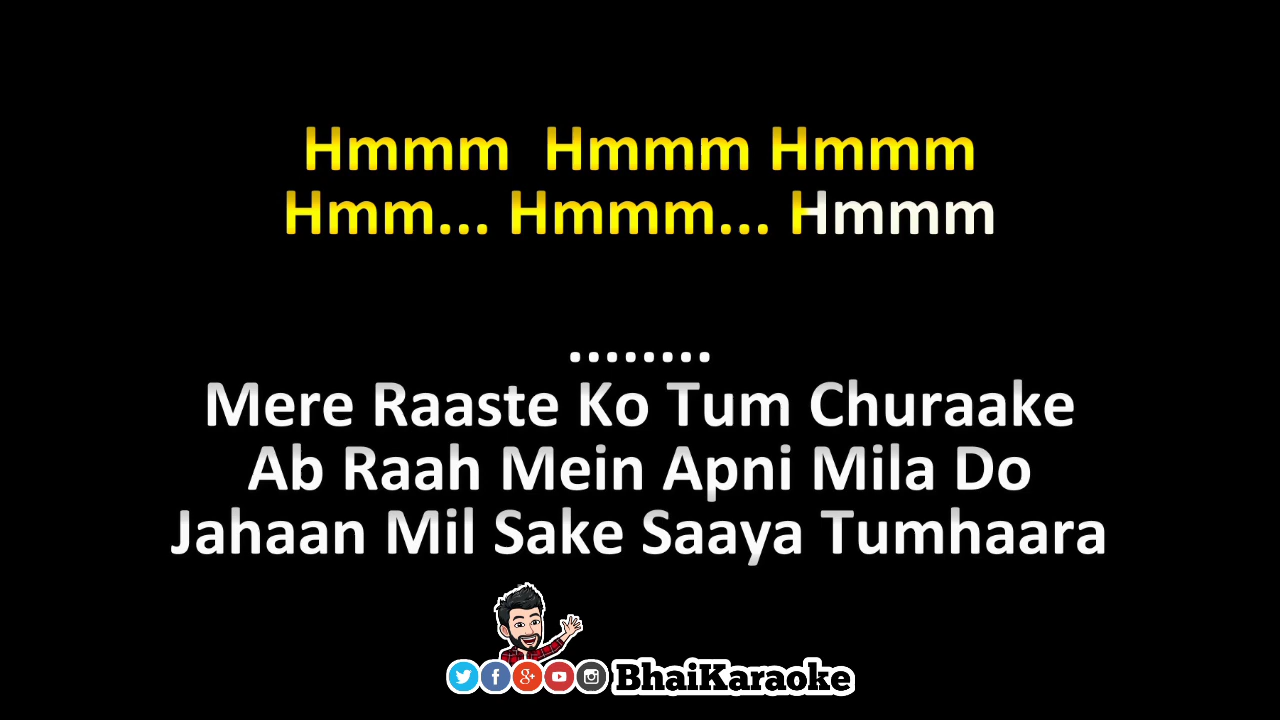 Hmmm  Hmmm Hmmm
Hmm... Hmmm... Hmmm
........
Mere Raaste Ko Tum Churaake
Ab Raah Mein Apni Mila Do
Jahaan Mil Sake Saaya Tumhaara
BhaiKaraoke